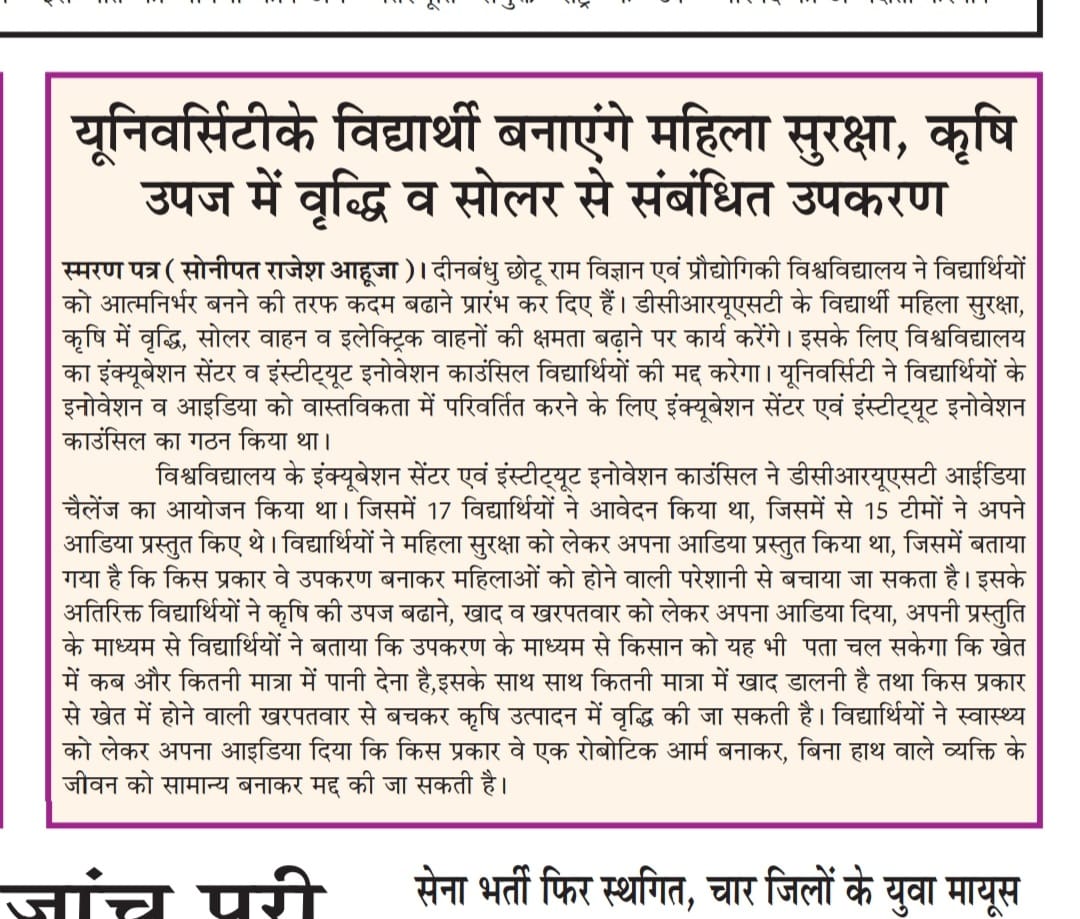 यूनिवर्सिटीके विद्यार्थी बनाएंगे महिला सुरक्षा, कृषि
उपज में वृद्धि व सोलर से संबंधित उपकरण
स्मरण पत्र ( सोनीपत राजेश आहूजा )। दीनबंधु छोटू राम विज्ञान एवं प्रौद्योगिकी विश्वविद्यालय ने विद्यार्थियों
को आत्मनिर्भर बनने की तरफ कदम बढाने प्रारंभ कर दिए हैं। डीसीआरयूएसटी के विद्यार्थी महिला सुरक्षा,
कृषि में वृद्धि, सोलर वाहन व इलेक्ट्रिक वाहनों की क्षमता बढ़ाने पर कार्य करेंगे। इसके लिए विश्वविद्यालय
का इंक्यूबेशन सेंटर व इंस्टीट्यूट इनोवेशन काउंसिल विद्यार्थियों की मदद करेगा। यूनिवर्सिटी ने विद्यार्थियों के
इनोवेशन व आइडिया को वास्तविकता में परिवर्तित करने के लिए इंक्यूबेशन सेंटर एवं इंस्टीट्यूट इनोवेशन
काउंसिल का गठन किया था।
विश्वविद्यालय के इंक्यूबेशन सेंटर एवं इंस्टीट्यूट इनोवेशन काउंसिल ने डीसीआरयूएसटी आईडिया
चैलेंज का आयोजन किया था। जिसमें 17 विद्यार्थियों ने आवेदन किया था, जिसमें से 15 टीमों ने अपने
आडिया प्रस्तुत किए थे। विद्यार्थियों ने महिला सुरक्षा को लेकर अपना आडिया प्रस्तुत किया था, जिसमें बताया
गया है कि किस प्रकार वे उपकरण बनाकर महिलाओं को होने वाली परेशानी से बचाया जा सकता है। इसके
अतिरिक्त विद्यार्थियों ने कृषि की उपज बढाने, खाद व खरपतवार को लेकर अपना आडिया दिया, अपनी प्रस्तुति
के माध्यम से विद्यार्थियों ने बताया कि उपकरण के माध्यम से किसान को यह भी पता चल सकेगा कि खेत
में कब और कितनी मात्रा में पानी देना है,इसके साथ साथ कितनी मात्रा में खाद डालनी है तथा किस प्रकार
से खेत में होने वाली खरपतवार से बचकर कृषि उत्पादन में वृद्धि की जा सकती है। विद्यार्थियों ने स्वास्थ्य
को लेकर अपना आइडिया दिया कि किस प्रकार वे एक रोबोटिक आर्म बनाकर, बिना हाथ वाले व्यक्ति के
जीवन को सामान्य बनाकर मद्द की जा सकती है।
सेना भर्ती फिर स्थगित, चार जिलों के युवा मायूस